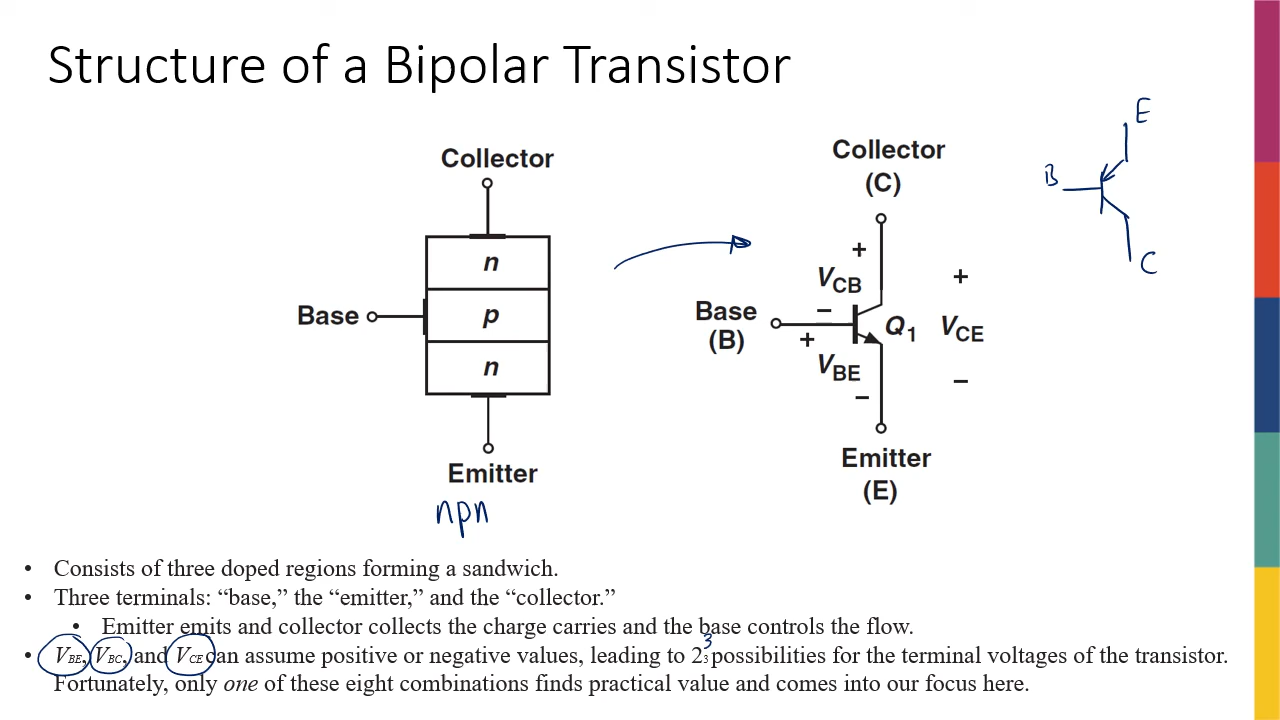 Structure of a Bipolar Transistor
Collector
n
Base
p
n
Emitter
npn
Collector
(C)
+
VCB
−
Base
(B)
+
VBE
−
Q1
+
VCE
−
Emitter
(E)
E
B
C
• Consists of three doped regions forming a sandwich.
• Three terminals: “base,” the “emitter,” and the “collector.”
• Emitter emits and collector collects the charge carries and the base controls the flow.
3
• VBE, VBC, and VCE can assume positive or negative values, leading to 23 possibilities for the terminal voltages of the transistor.
Fortunately, only one of these eight combinations finds practical value and comes into our focus here.